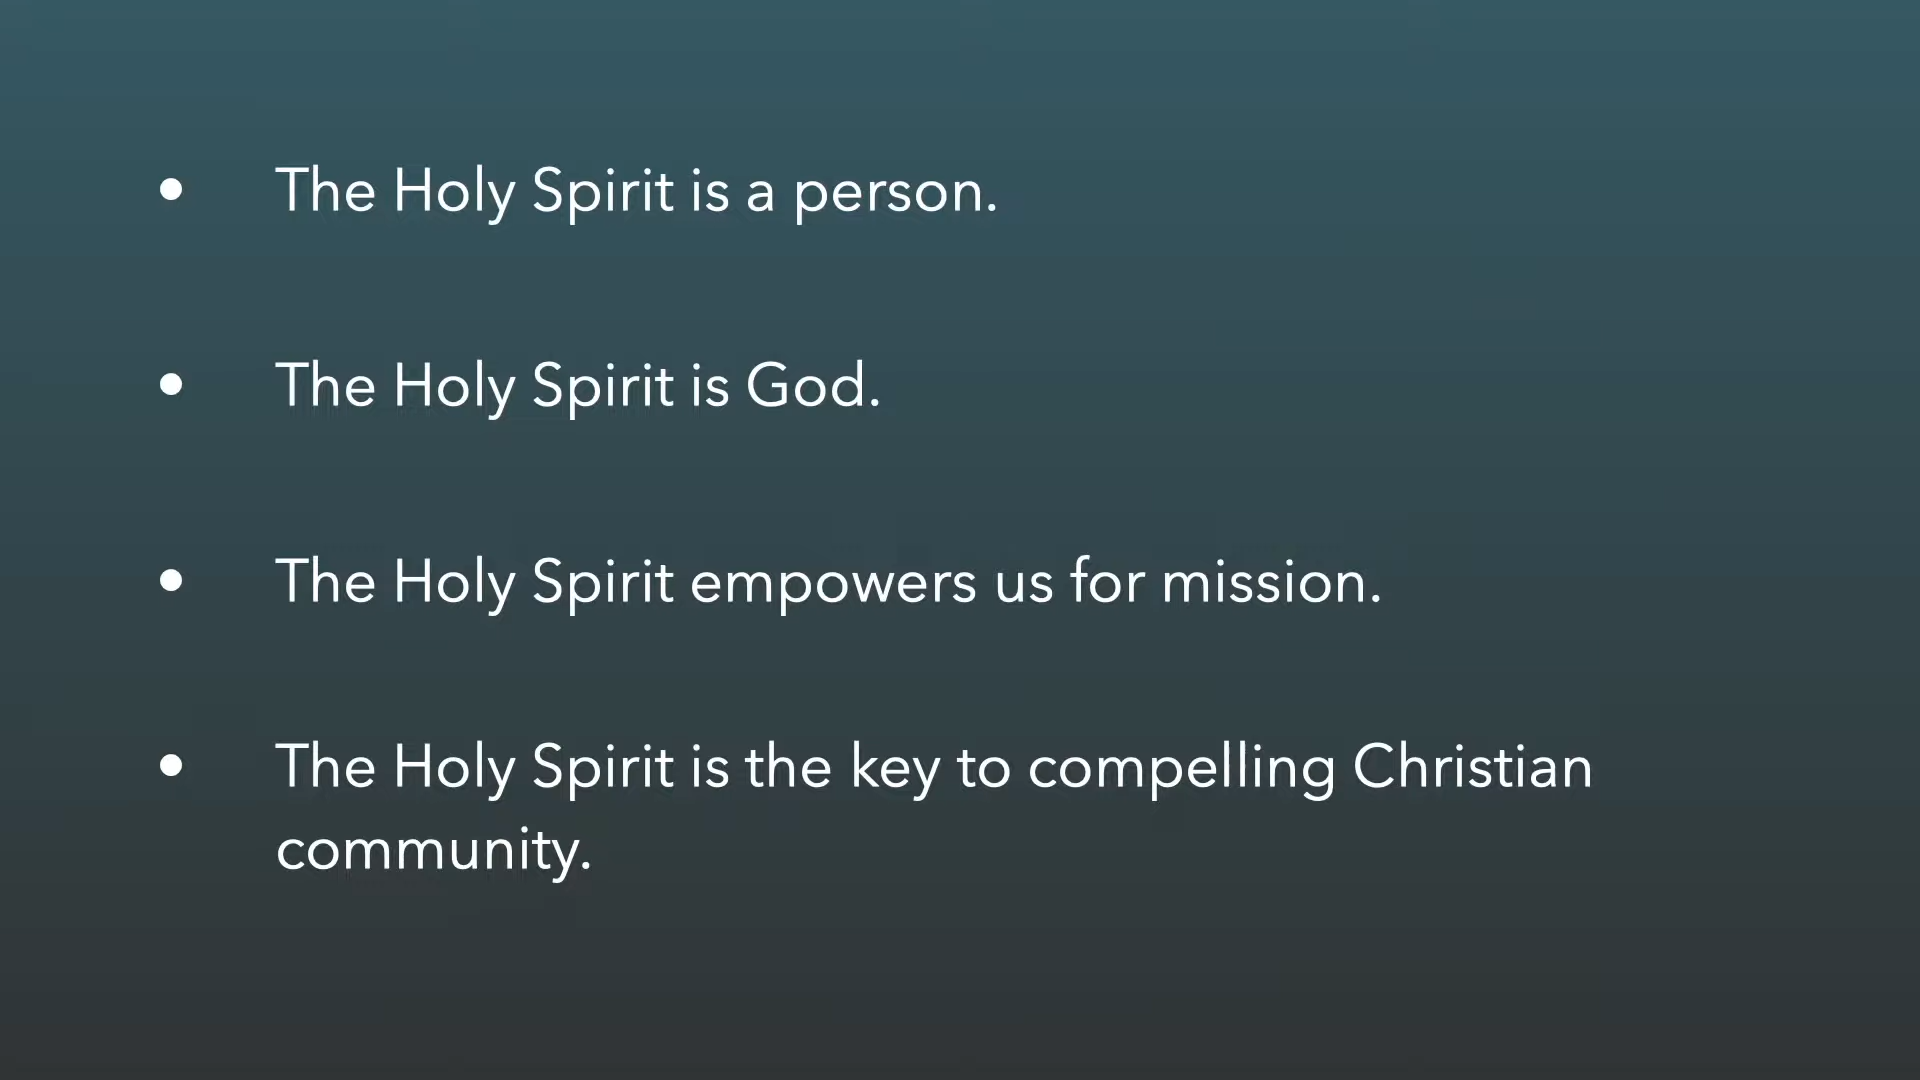 • The Holy Spirit is a person.
• The Holy Spirit is God.
• The Holy Spirit empowers us for mission.
• The Holy Spirit is the key to compelling Christian
community.